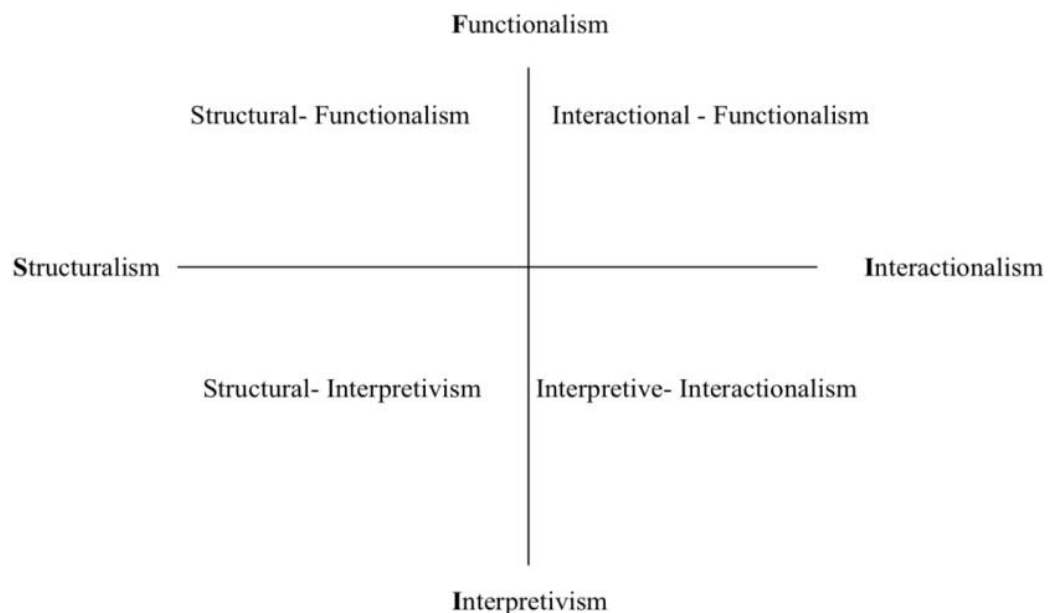 Functionalism
Structural- Functionalism
Interactional - Functionalism
Structuralism
Interactionalism
Structural- Interpretivism
Interpretive- Interactionalism
Interpretivism